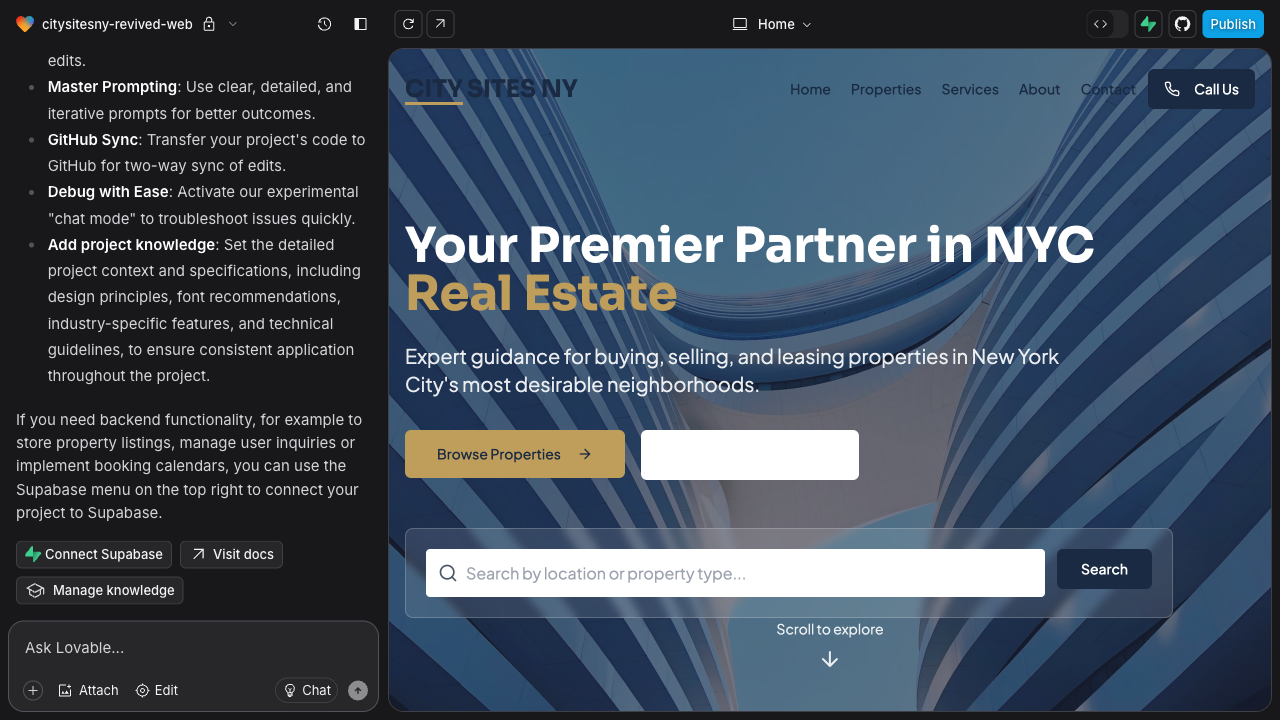 citysitesny-revived-web
Home
Publish
edits.
Master Prompting: Use clear, detailed, and
iterative prompts for better outcomes.
GitHub Sync: Transfer your project's code to
GitHub for two-way sync of edits.
Debug with Ease: Activate our experimental
"chat mode" to troubleshoot issues quickly.
Add project knowledge: Set the detailed
project context and specifications, including
design principles, font recommendations,
industry-specific features, and technical
guidelines, to ensure consistent application
throughout the project.
If you need backend functionality, for example to
store property listings, manage user inquiries or
implement booking calendars, you can use the
Supabase menu on the top right to connect your
project to Supabase.
Connect Supabase
Visit docs
Manage knowledge
Ask Lovable...
Attach
Edit
Chat
CITY SITES NY
Home
Properties
Services
About
Contact
Call Us
Your Premier Partner in NYC
Real Estate
Expert guidance for buying, selling, and leasing properties in New York
City's most desirable neighborhoods.
Browse Properties
Search by location or property type...
Search
Scroll to explore